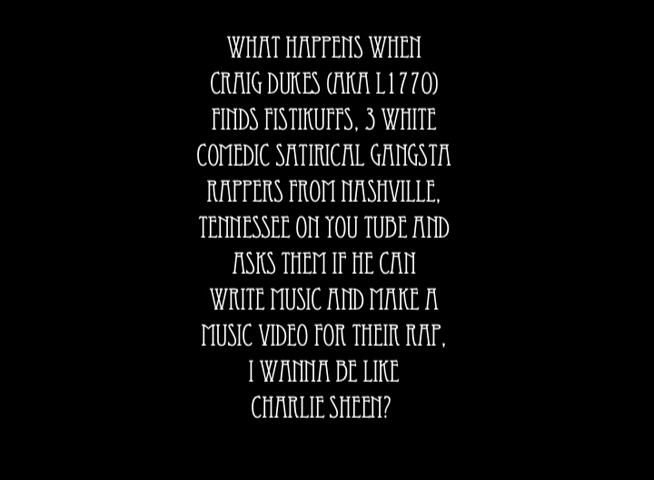 WHAT HAPPENS WHEN
CRAIG DUKES (AKA L1770)
FINDS FISTIKUFFS, 3 WHITE
COMEDIC SATIRICAL GANGSTA
RAPPERS FROM NASHVILLE,
TENNESSEE ON YOU TUBE AND
ASKS THEM IF HE CAN
WRITE MUSIC AND MAKE A
MUSIC VIDEO FOR THEIR RAP,
I WANNA BE LIKE
CHARLIE SHEEN?